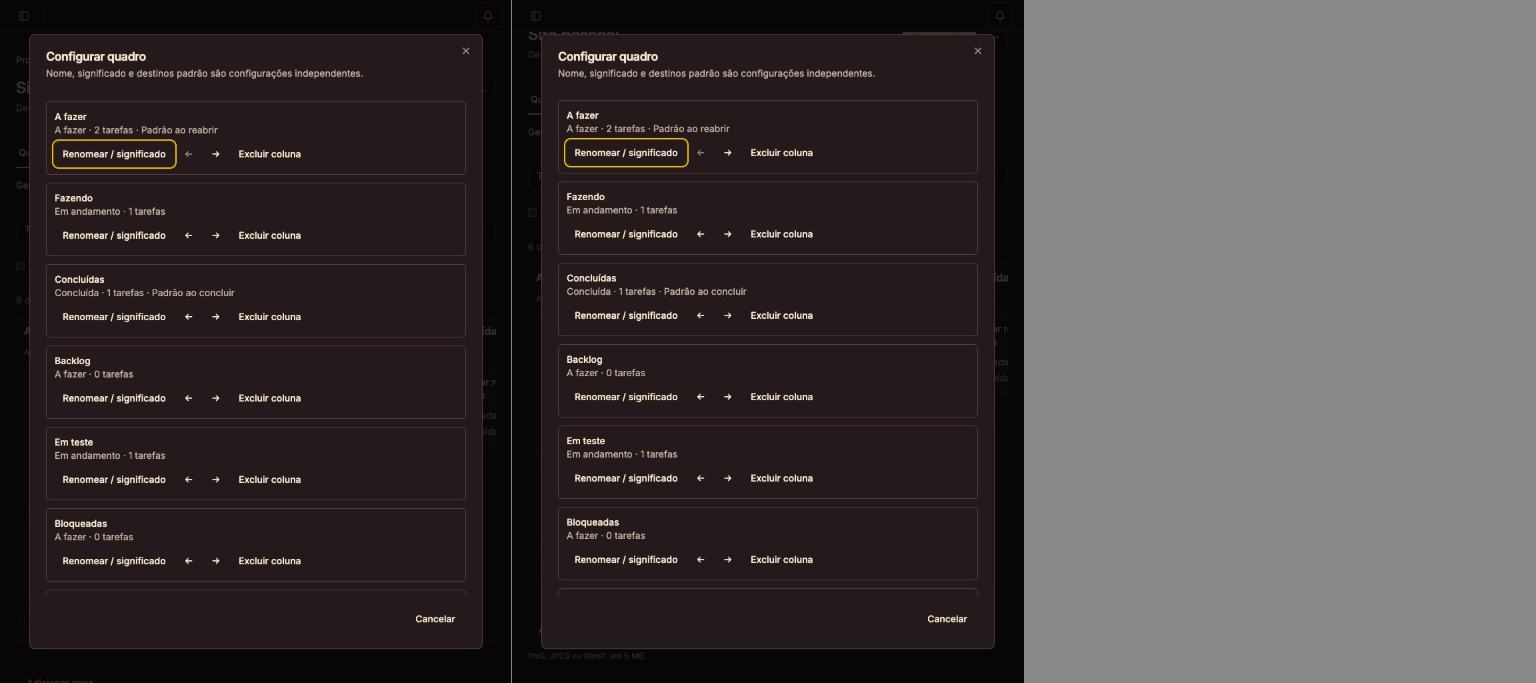 Configurar quadro
Nome, significado e destinos padrão são configurações independentes.
A fazer
A fazer · 2 tarefas · Padrão ao reabrir
Renomear / significado ← → Excluir coluna
Fazendo
Em andamento · 1 tarefas
Renomear / significado ← → Excluir coluna
Concluídas
Concluída · 1 tarefas · Padrão ao concluir
Renomear / significado ← → Excluir coluna
Backlog
A fazer · 0 tarefas
Renomear / significado ← → Excluir coluna
Em teste
Em andamento · 1 tarefas
Renomear / significado ← → Excluir coluna
Bloqueadas
A fazer · 0 tarefas
Renomear / significado ← → Excluir coluna
Cancelar
Configurar quadro
Nome, significado e destinos padrão são configurações independentes.
A fazer
A fazer · 2 tarefas · Padrão ao reabrir
Renomear / significado ← → Excluir coluna
Fazendo
Em andamento · 1 tarefas
Renomear / significado ← → Excluir coluna
Concluídas
Concluída · 1 tarefas · Padrão ao concluir
Renomear / significado ← → Excluir coluna
Backlog
A fazer · 0 tarefas
Renomear / significado ← → Excluir coluna
Em teste
Em andamento · 1 tarefas
Renomear / significado ← → Excluir coluna
Bloqueadas
A fazer · 0 tarefas
Renomear / significado ← → Excluir coluna
Cancelar
PNG, JPEG ou WebP, até 5 MB.